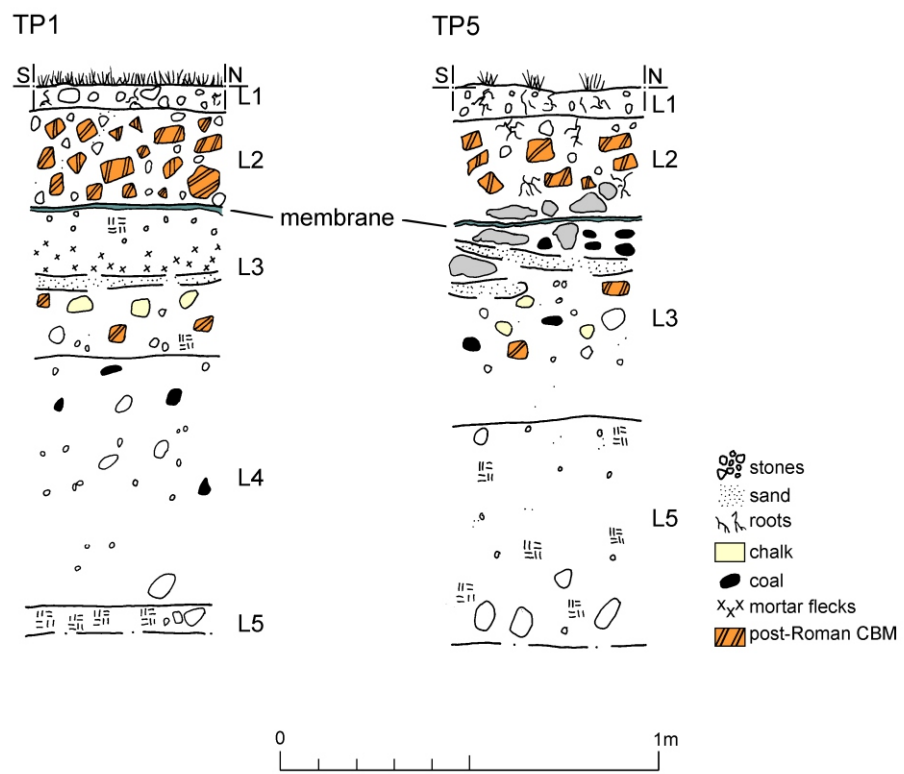 TP1
TP5
S N
S N
L1
L1
L2
L2
membrane
L3
L3
L4
L5
L5
stones
sand
roots
chalk
coal
mortar flecks
post-Roman CBM
0 1m